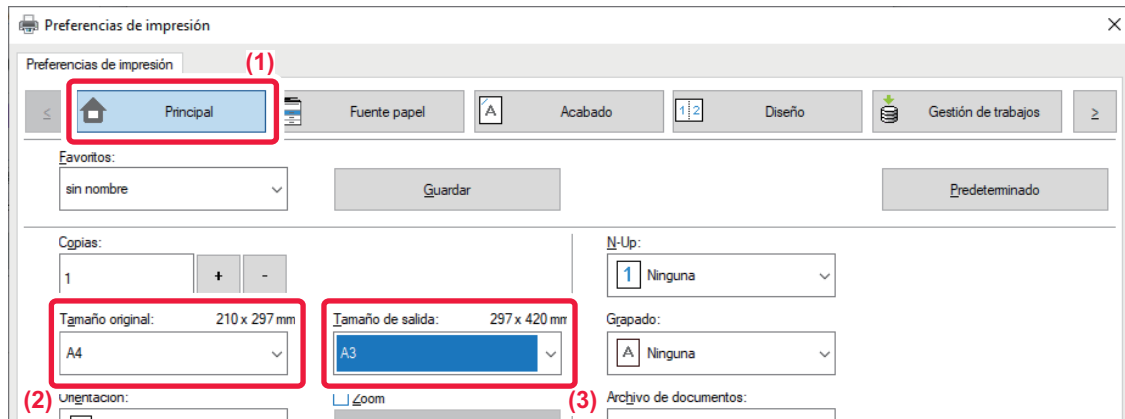 Preferencias de impresión
Preferencias de impresión
(1)
Principal
Fuente papel
Acabado
Diseño
Gestión de trabajos
Favoritos:
sin nombre
Guardar
Predeterminado
Copias:
1
+
-
N-Up:
1
Ninguna
Tamaño original: 210 x 297 mm
A4
Tamaño de salida: 297 x 420 mm
A3
Grapado:
Ninguna
(2)
Orientación:
Zoom
(3)
Archivo de documentos: